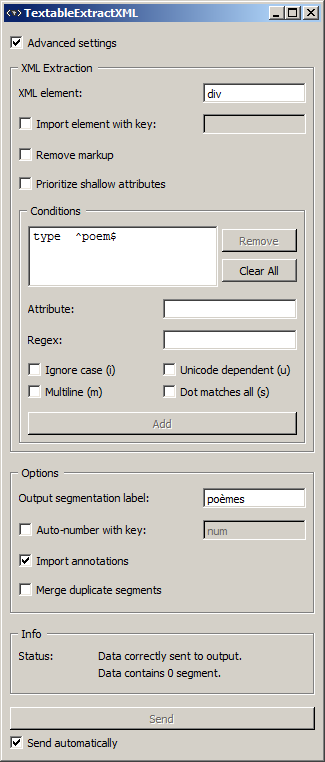 TextableExtractXML
Advanced settings
XML Extraction
XML element: div
Import element with key:
Remove markup
Prioritize shallow attributes
Conditions
type ^poem$
Remove
Clear All
Attribute:
Regex:
Ignore case (i) Unicode dependent (u)
Multiline (m) Dot matches all (s)
Add
Options
Output segmentation label: poèmes
Auto-number with key: num
Import annotations
Merge duplicate segments
Info
Status: Data correctly sent to output.
Data contains 0 segment.
Send
Send automatically